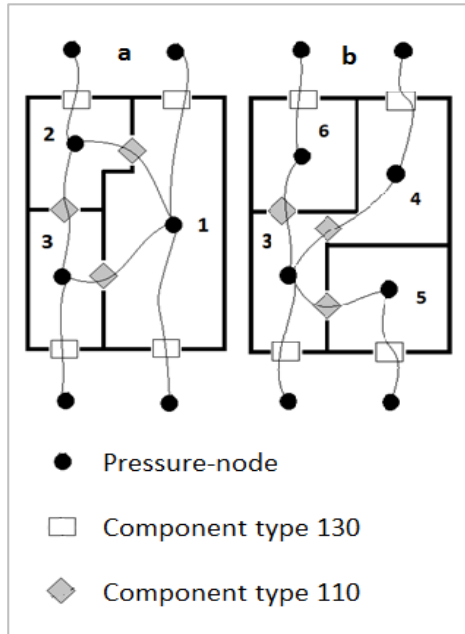 a b
2 6
4
3 1 3
5
Pressure-node
Component type 130
Component type 110